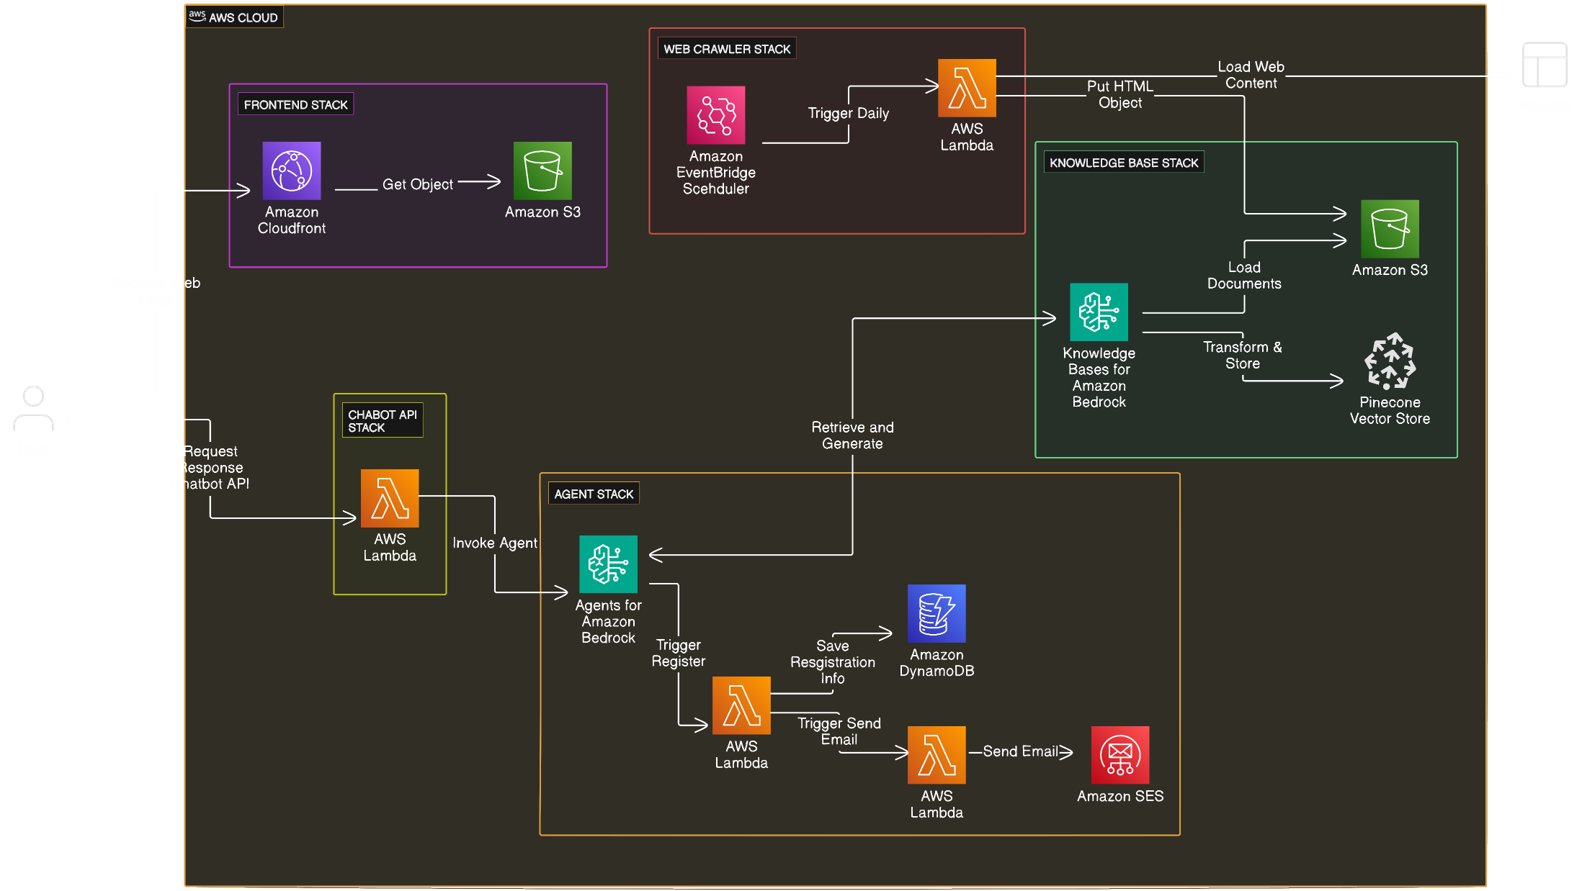 aws AWS CLOUD
WEB CRAWLER STACK
Load Web
Content
Put HTML
Object
Trigger Daily
AWS
Lambda
Amazon
EventBridge
Scehduler
FRONTEND STACK
Get Object
Amazon
Cloudfront
Amazon S3
KNOWLEDGE BASE STACK
Amazon S3
Load
Documents
Knowledge
Bases for
Amazon
Bedrock
Transform &
Store
Pinecone
Vector Store
eb
Retrieve and
Generate
CHABOT API
STACK
Request
Response
hatbot API
AWS
Lambda
Invoke Agent
AGENT STACK
Agents for
Amazon
Bedrock
Trigger
Register
Save
Resgistration
Info
Amazon
DynamoDB
AWS
Lambda
Trigger Send
Email
AWS
Lambda
Send Email
Amazon SES